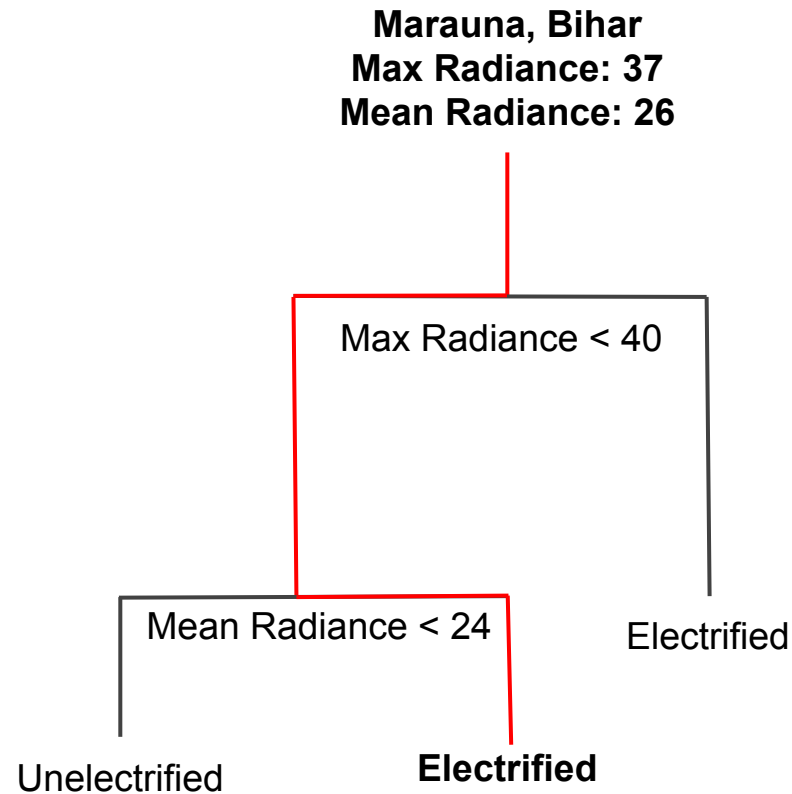 Marauna, Bihar
Max Radiance: 37
Mean Radiance: 26
Max Radiance < 40
Mean Radiance < 24
Electrified
Unelectrified
Electrified